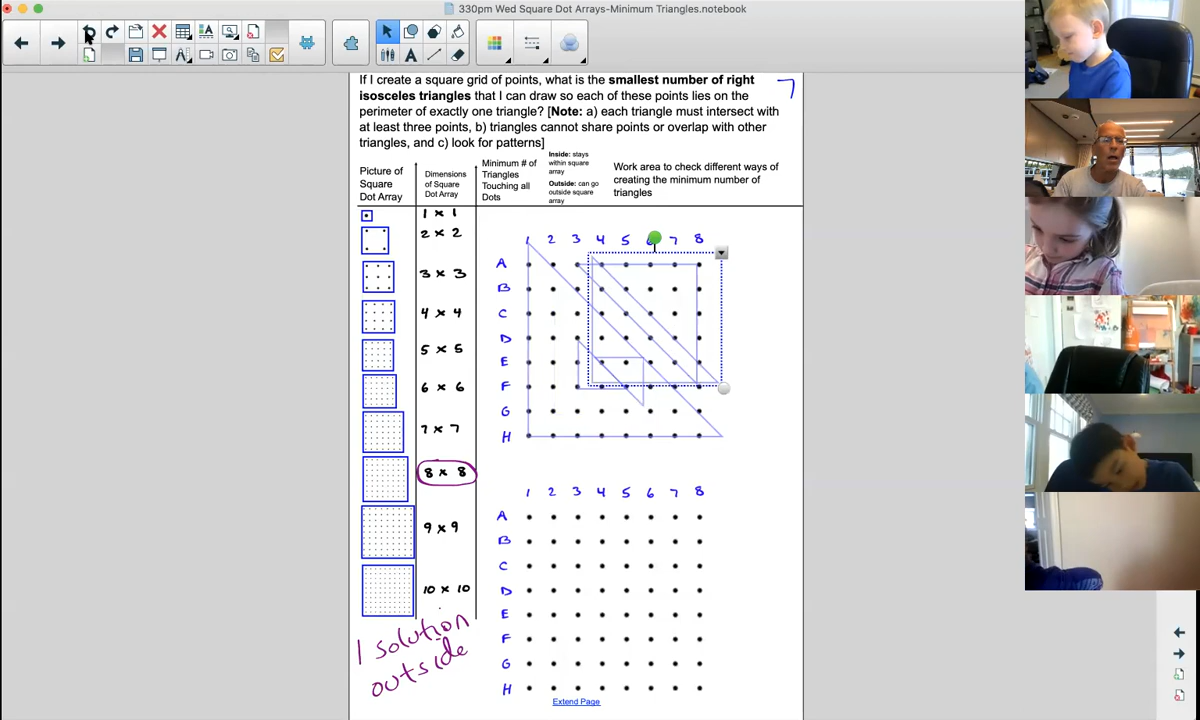 330pm Wed Square Dot Arrays-Minimum Triangles.notebook
If I create a square grid of points, what is the smallest number of right
isosceles triangles that I can draw so each of these points lies on the
perimeter of exactly one triangle? [Note: a) each triangle must intersect with
at least three points, b) triangles cannot share points or overlap with other
triangles, and c) look for patterns]
7
Picture of
Square
Dot Array
Dimensions
of Square
Dot Array
Minimum # of
Triangles
Touching all
Dots
Inside: stays
within square
array
Outside: can go
outside square
array
Work area to check different ways of
creating the minimum number of
triangles
1 × 1
2 × 2
3 × 3
4 × 4
5 × 5
6 × 6
7 × 7
8 × 8
9 × 9
10 × 10
1 solution
outside
1 2 3 4 5 6 7 8
A
B
C
D
E
F
G
H
1 2 3 4 5 6 7 8
A
B
C
D
E
F
G
H
Extend Page